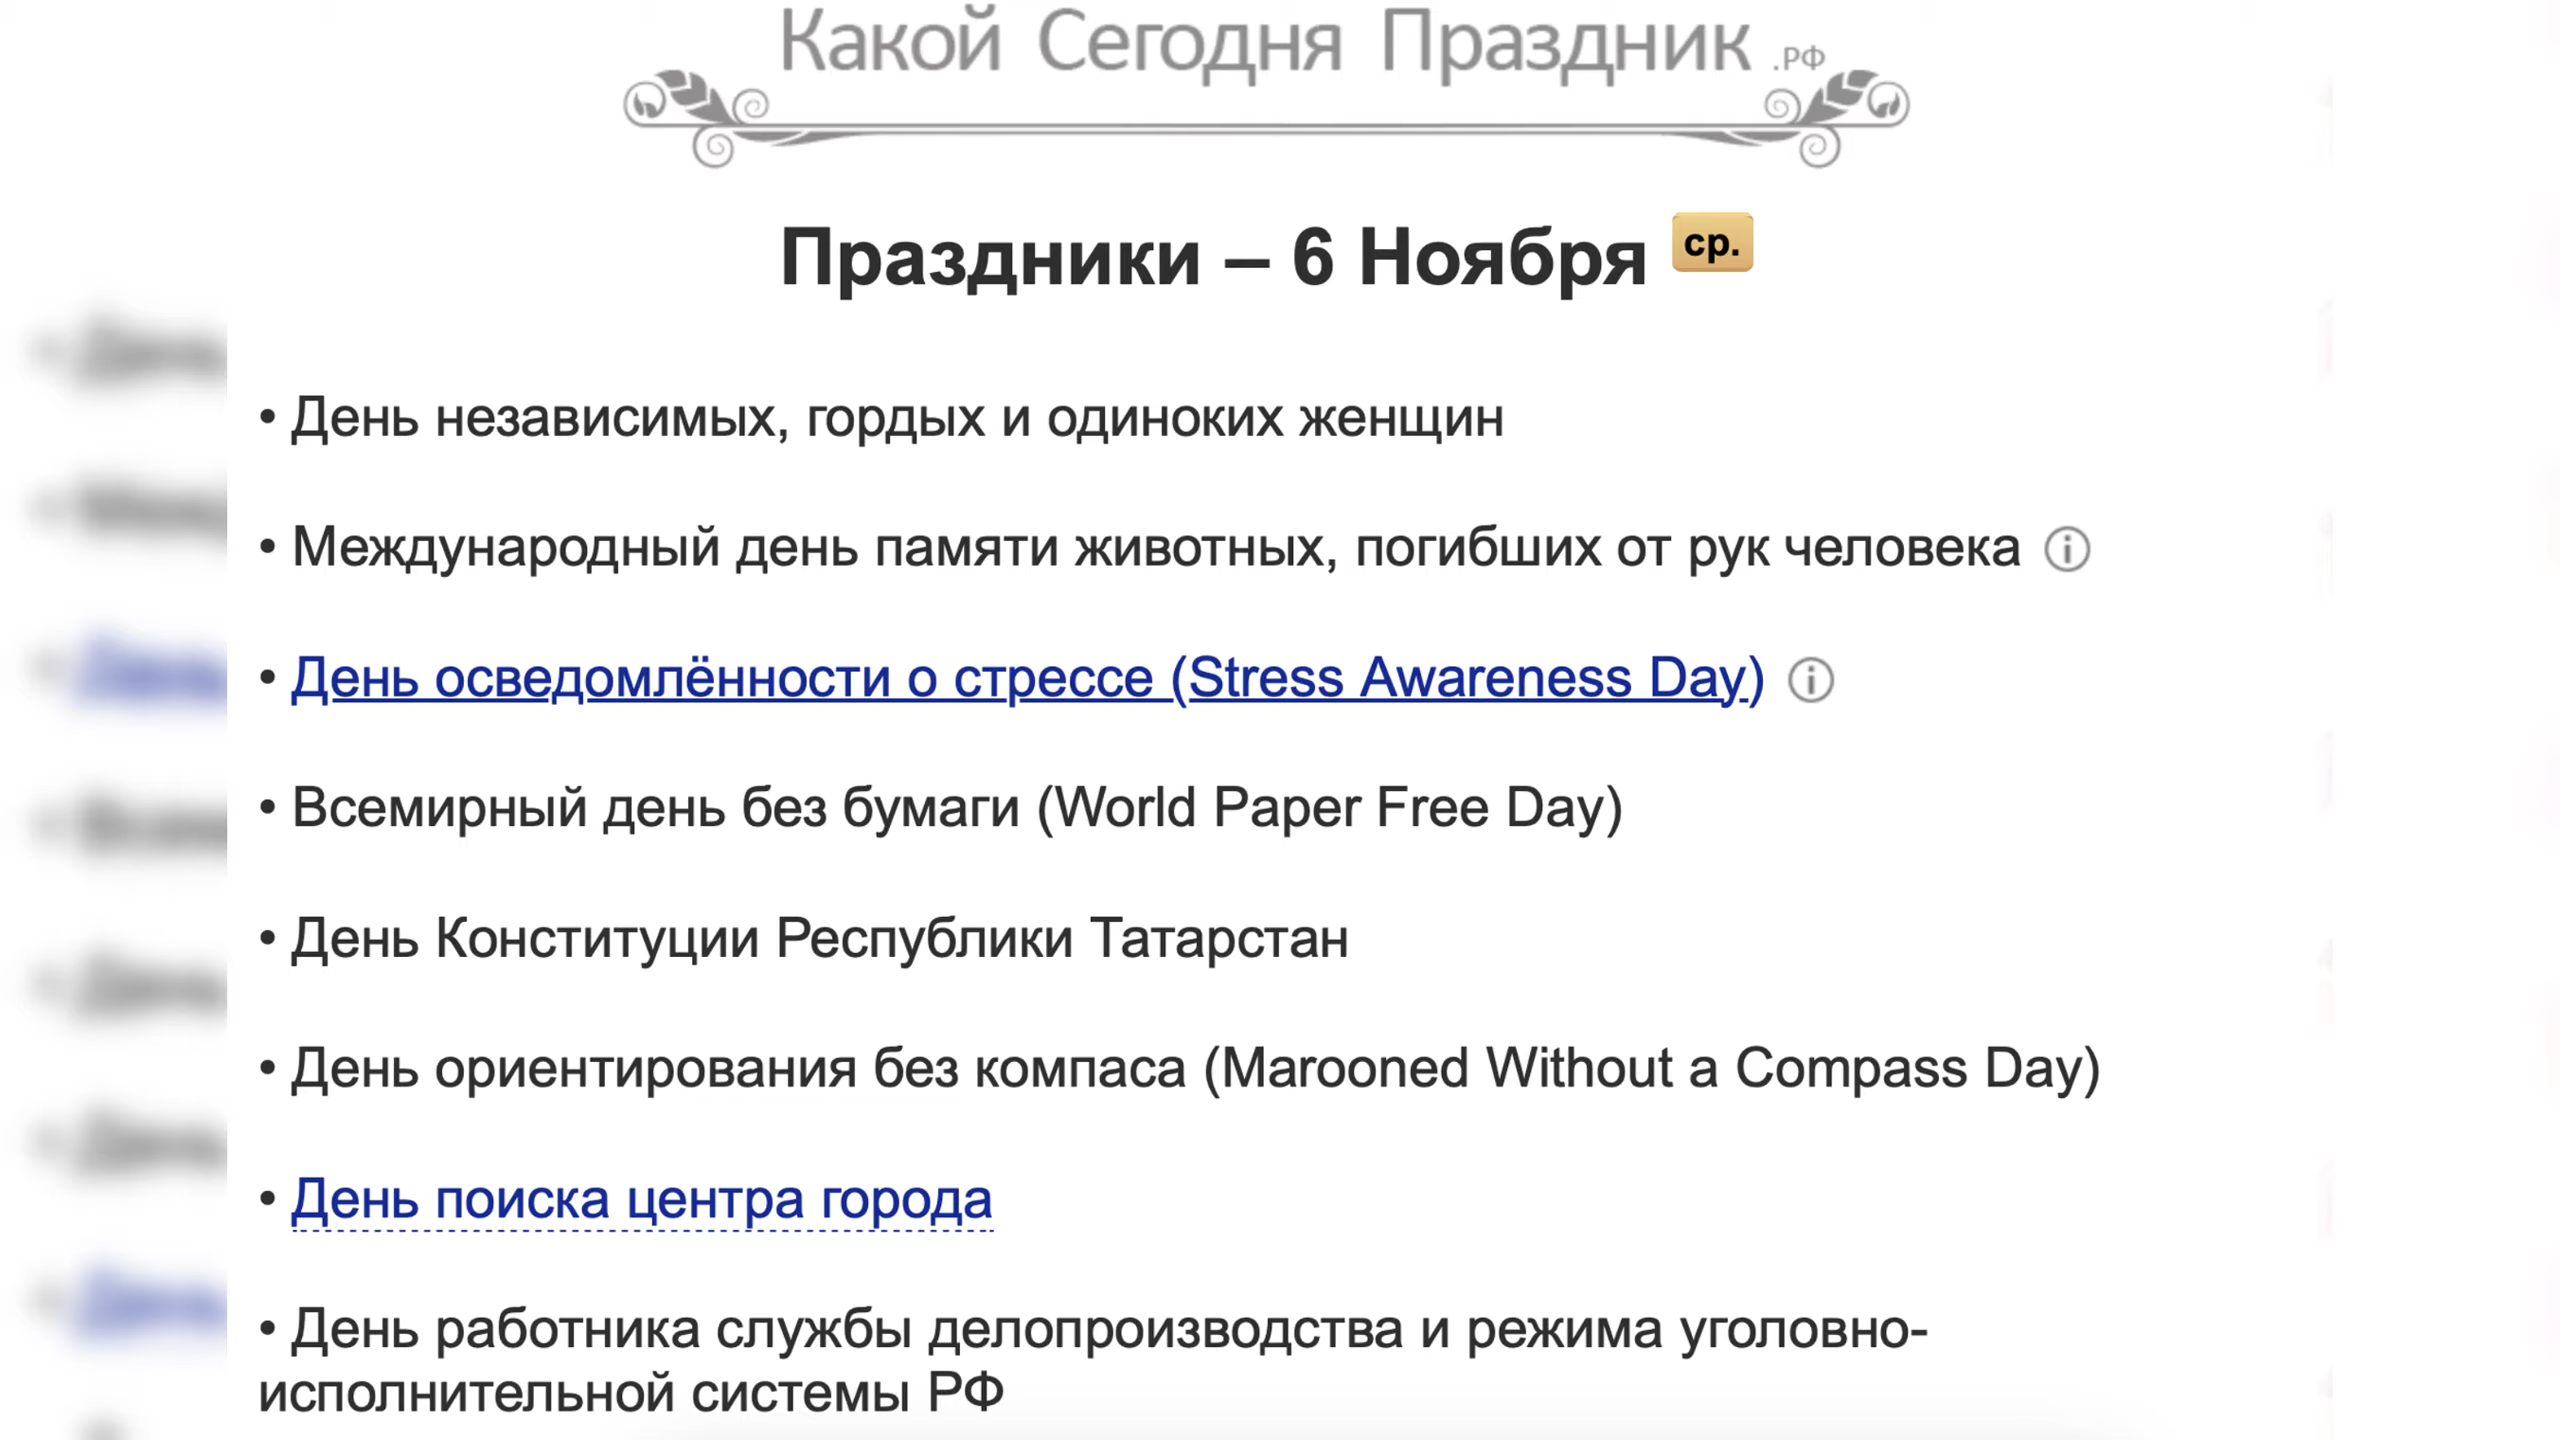 Какой Сегодня Праздник .РФ
Праздники – 6 Ноября ср.
• День независимых, гордых и одиноких женщин
• Международный день памяти животных, погибших от рук человека
• День осведомлённости о стрессе (Stress Awareness Day)
• Всемирный день без бумаги (World Paper Free Day)
• День Конституции Республики Татарстан
• День ориентирования без компаса (Marooned Without a Compass Day)
• День поиска центра города
• День работника службы делопроизводства и режима уголовно-
исполнительной системы РФ